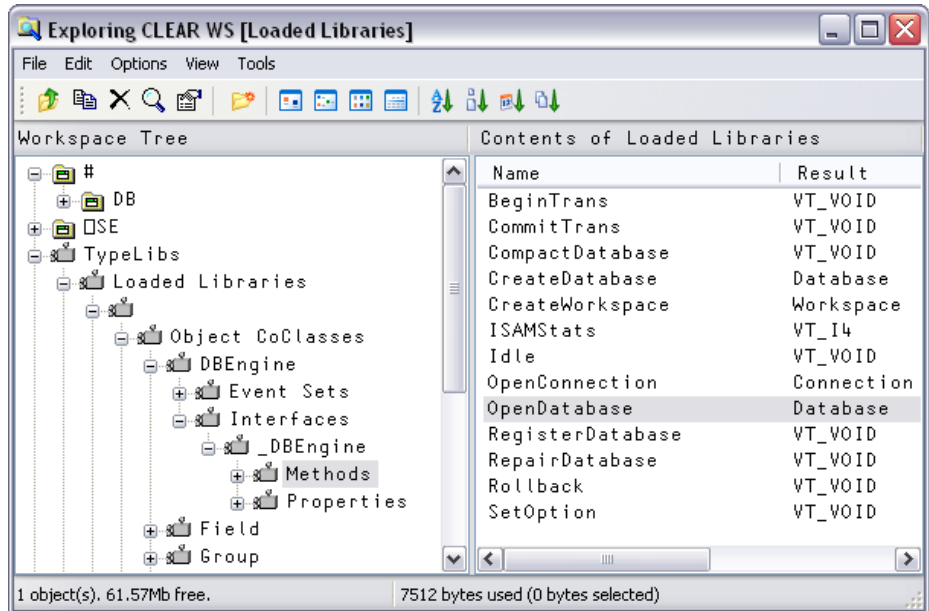 Exploring CLEAR WS [Loaded Libraries]
File Edit Options View Tools
Workspace Tree
Contents of Loaded Libraries
#
DB
⎕SE
TypeLibs
Loaded Libraries
Object CoClasses
DBEngine
Event Sets
Interfaces
_DBEngine
Methods
Properties
Field
Group
Name Result
BeginTrans VT_VOID
CommitTrans VT_VOID
CompactDatabase VT_VOID
CreateDatabase Database
CreateWorkspace Workspace
ISAMStats VT_I4
Idle VT_VOID
OpenConnection Connection
OpenDatabase Database
RegisterDatabase VT_VOID
RepairDatabase VT_VOID
Rollback VT_VOID
SetOption VT_VOID
1 object(s). 61.57Mb free.
7512 bytes used (0 bytes selected)